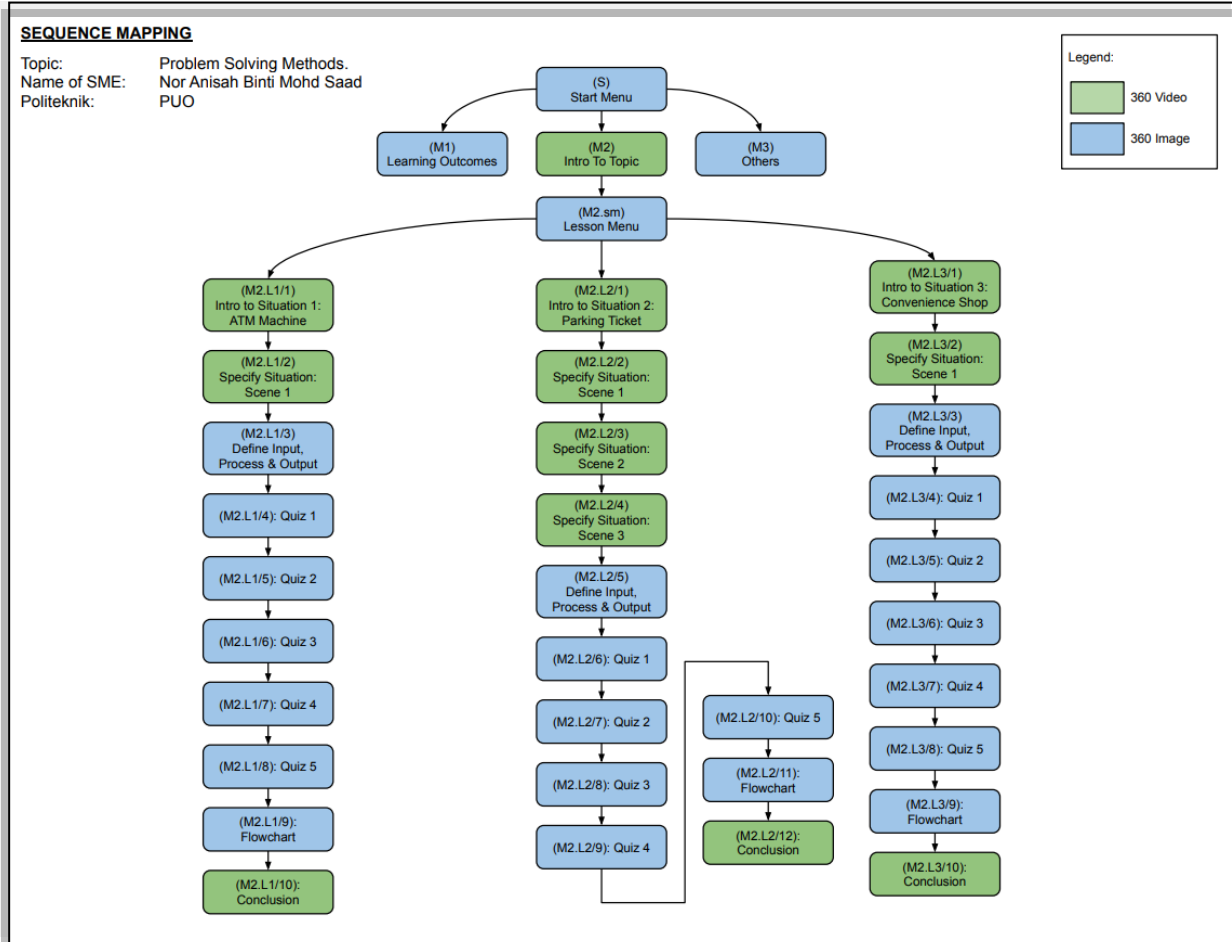 SEQUENCE MAPPING
Topic: Problem Solving Methods.
Name of SME: Nor Anisah Binti Mohd Saad
Politeknik: PUO
Legend:
360 Video
360 Image
(S)
Start Menu
(M1)
Learning Outcomes
(M2)
Intro To Topic
(M3)
Others
(M2.sm)
Lesson Menu
(M2.L1/1)
Intro to Situation 1:
ATM Machine
(M2.L1/2)
Specify Situation:
Scene 1
(M2.L1/3)
Define Input,
Process & Output
(M2.L1/4): Quiz 1
(M2.L1/5): Quiz 2
(M2.L1/6): Quiz 3
(M2.L1/7): Quiz 4
(M2.L1/8): Quiz 5
(M2.L1/9):
Flowchart
(M2.L1/10):
Conclusion
(M2.L2/1)
Intro to Situation 2:
Parking Ticket
(M2.L2/2)
Specify Situation:
Scene 1
(M2.L2/3)
Specify Situation:
Scene 2
(M2.L2/4)
Specify Situation:
Scene 3
(M2.L2/5)
Define Input,
Process & Output
(M2.L2/6): Quiz 1
(M2.L2/7): Quiz 2
(M2.L2/8): Quiz 3
(M2.L2/9): Quiz 4
(M2.L2/10): Quiz 5
(M2.L2/11):
Flowchart
(M2.L2/12):
Conclusion
(M2.L3/1)
Intro to Situation 3:
Convenience Shop
(M2.L3/2)
Specify Situation:
Scene 1
(M2.L3/3)
Define Input,
Process & Output
(M2.L3/4): Quiz 1
(M2.L3/5): Quiz 2
(M2.L3/6): Quiz 3
(M2.L3/7): Quiz 4
(M2.L3/8): Quiz 5
(M2.L3/9):
Flowchart
(M2.L3/10):
Conclusion